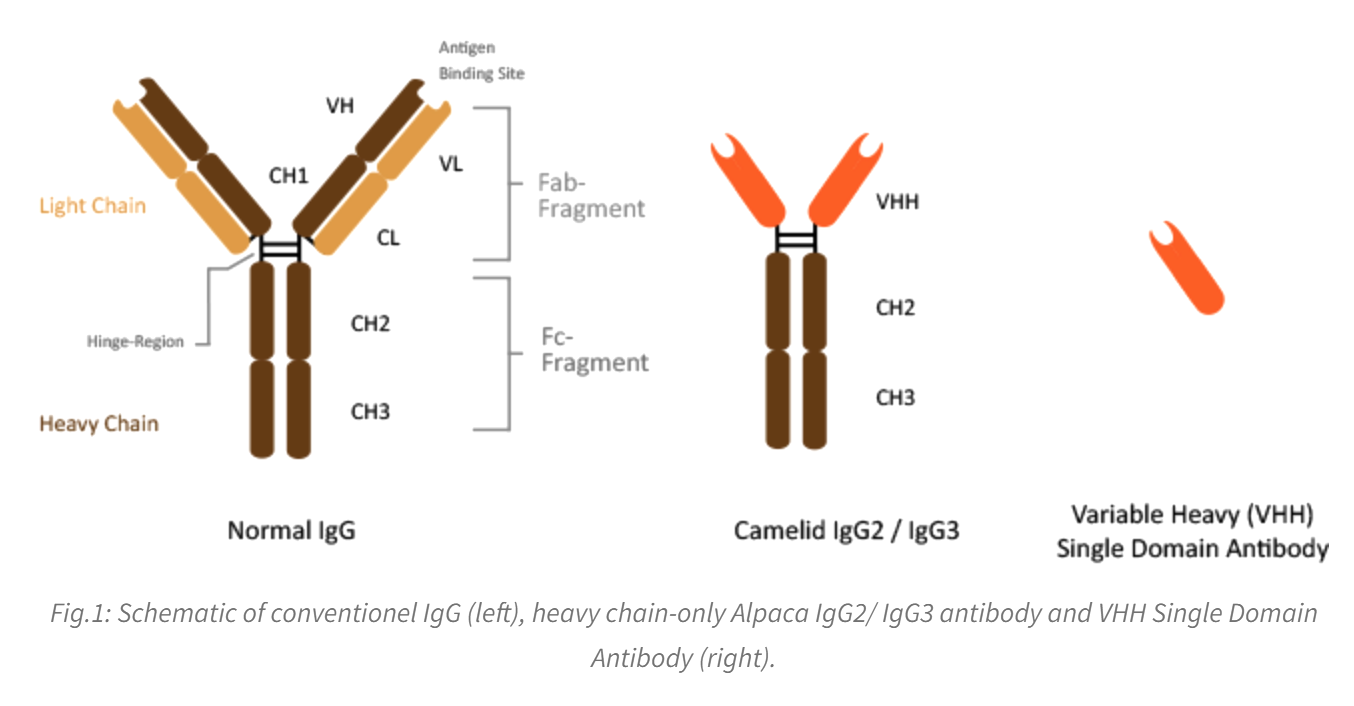 Antigen
Binding Site
VH
CH1
VL
Fab-
Fragment
Light Chain
CL
Hinge-Region
CH2
Fc-
Fragment
CH3
Heavy Chain
Normal IgG
VHH
CH2
CH3
Camelid IgG2 / IgG3
Variable Heavy (VHH)
Single Domain Antibody
Fig.1: Schematic of conventionel IgG (left), heavy chain-only Alpaca IgG2/ IgG3 antibody and VHH Single Domain
Antibody (right).